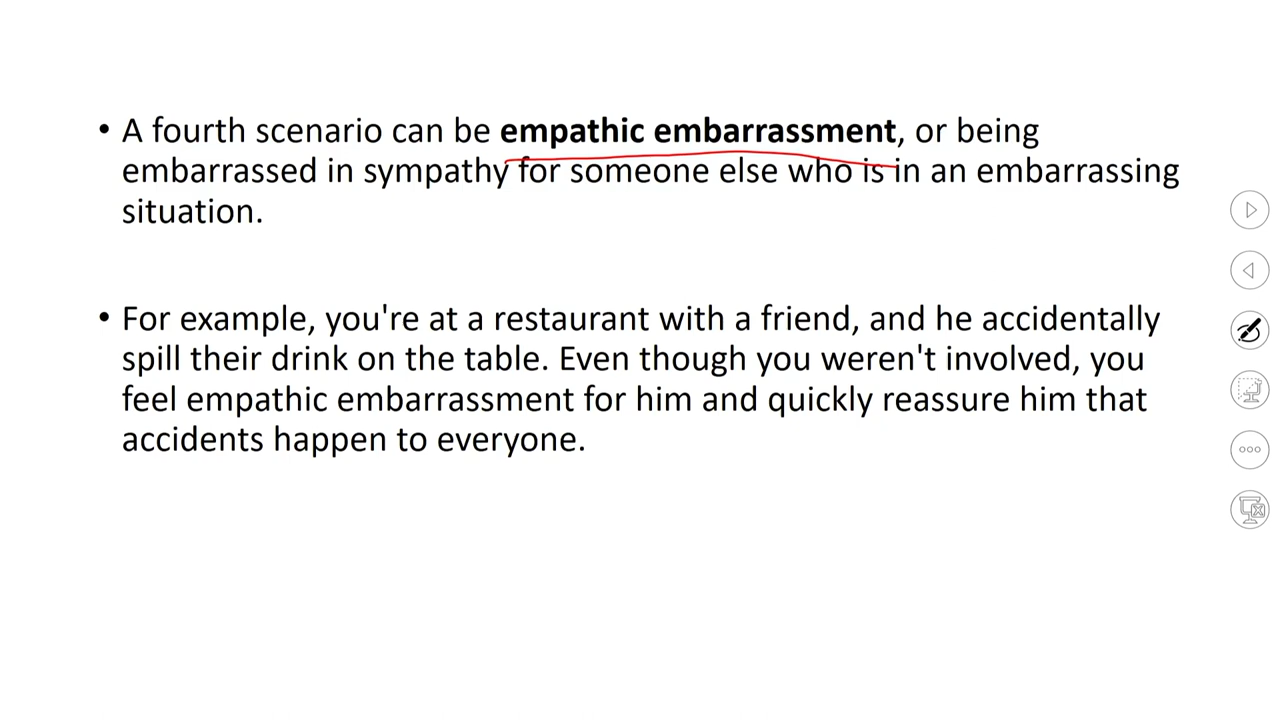 • A fourth scenario can be empathic embarrassment, or being
embarrassed in sympathy for someone else who is in an embarrassing
situation.
• For example, you're at a restaurant with a friend, and he accidentally
spill their drink on the table. Even though you weren't involved, you
feel empathic embarrassment for him and quickly reassure him that
accidents happen to everyone.